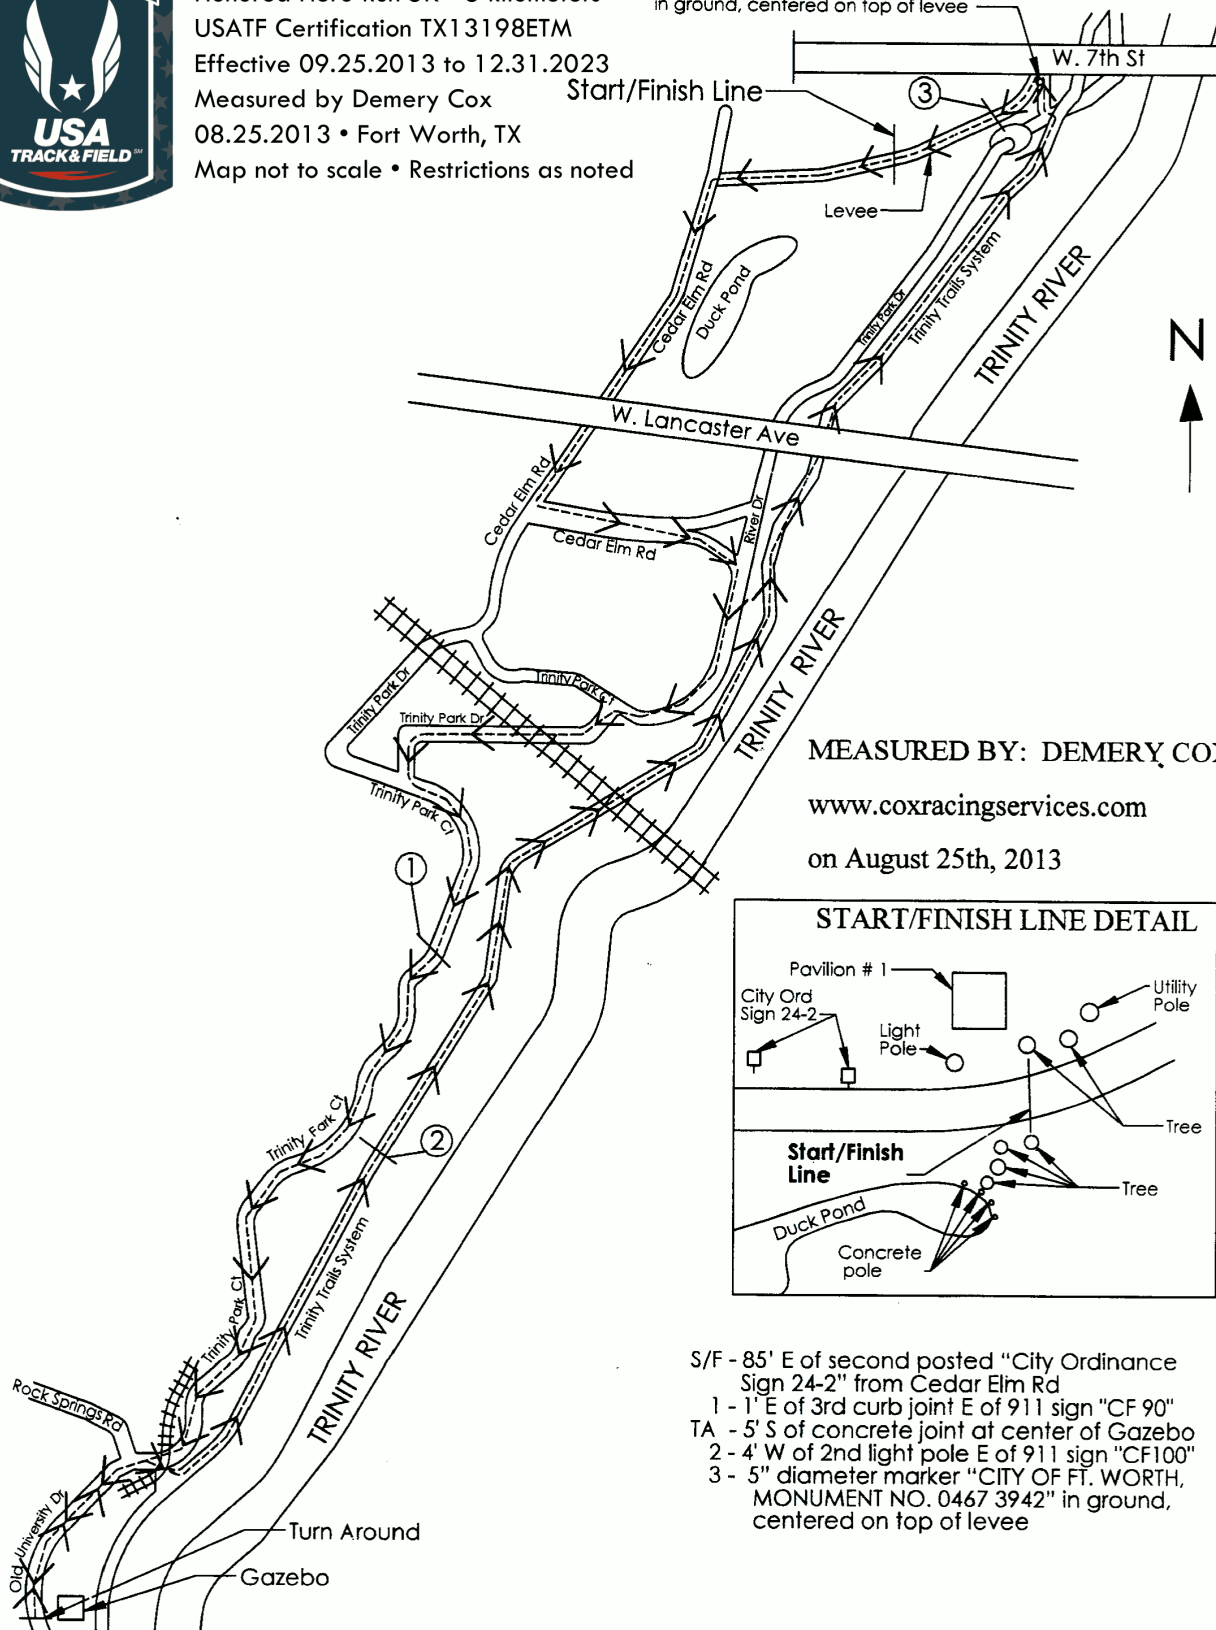 USATF Certification TX13198ETM
Effective 09.25.2013 to 12.31.2023
Measured by Demery Cox
08.25.2013 • Fort Worth, TX
Map not to scale • Restrictions as noted
USA
TRACK&FIELD
SM
in ground, centered on top of levee
W. 7th St
Start/Finish Line
3
Levee
Cedar Elm Rd
Duck Pond
Trinity Park Dr
Trinity Trails System
TRINITY RIVER
N
W. Lancaster Ave
Cedar Elm Rd
Cedar Elm Rd
River Dr
TRINITY RIVER
Trinity Park Dr
Trinity Park Ct
Trinity Park Dr
Trinity Park Ct
MEASURED BY: DEMERY COX
www.coxracingservices.com
on August 25th, 2013
1
2
START/FINISH LINE DETAIL
Pavilion # 1
City Ord
Sign 24-2
Light
Pole
Utility
Pole
Tree
Start/Finish
Line
Tree
Duck Pond
Concrete
pole
Trinity Park Ct
Trinity Park Ct
Trinity Trails System
TRINITY RIVER
Rock Springs Rd
Old University Dr
Turn Around
Gazebo
S/F - 85' E of second posted "City Ordinance
Sign 24-2" from Cedar Elm Rd
1 - 1' E of 3rd curb joint E of 911 sign "CF 90"
TA - 5' S of concrete joint at center of Gazebo
2 - 4' W of 2nd light pole E of 911 sign "CF100"
3 - 5" diameter marker "CITY OF FT. WORTH,
MONUMENT NO. 0467 3942" in ground,
centered on top of levee